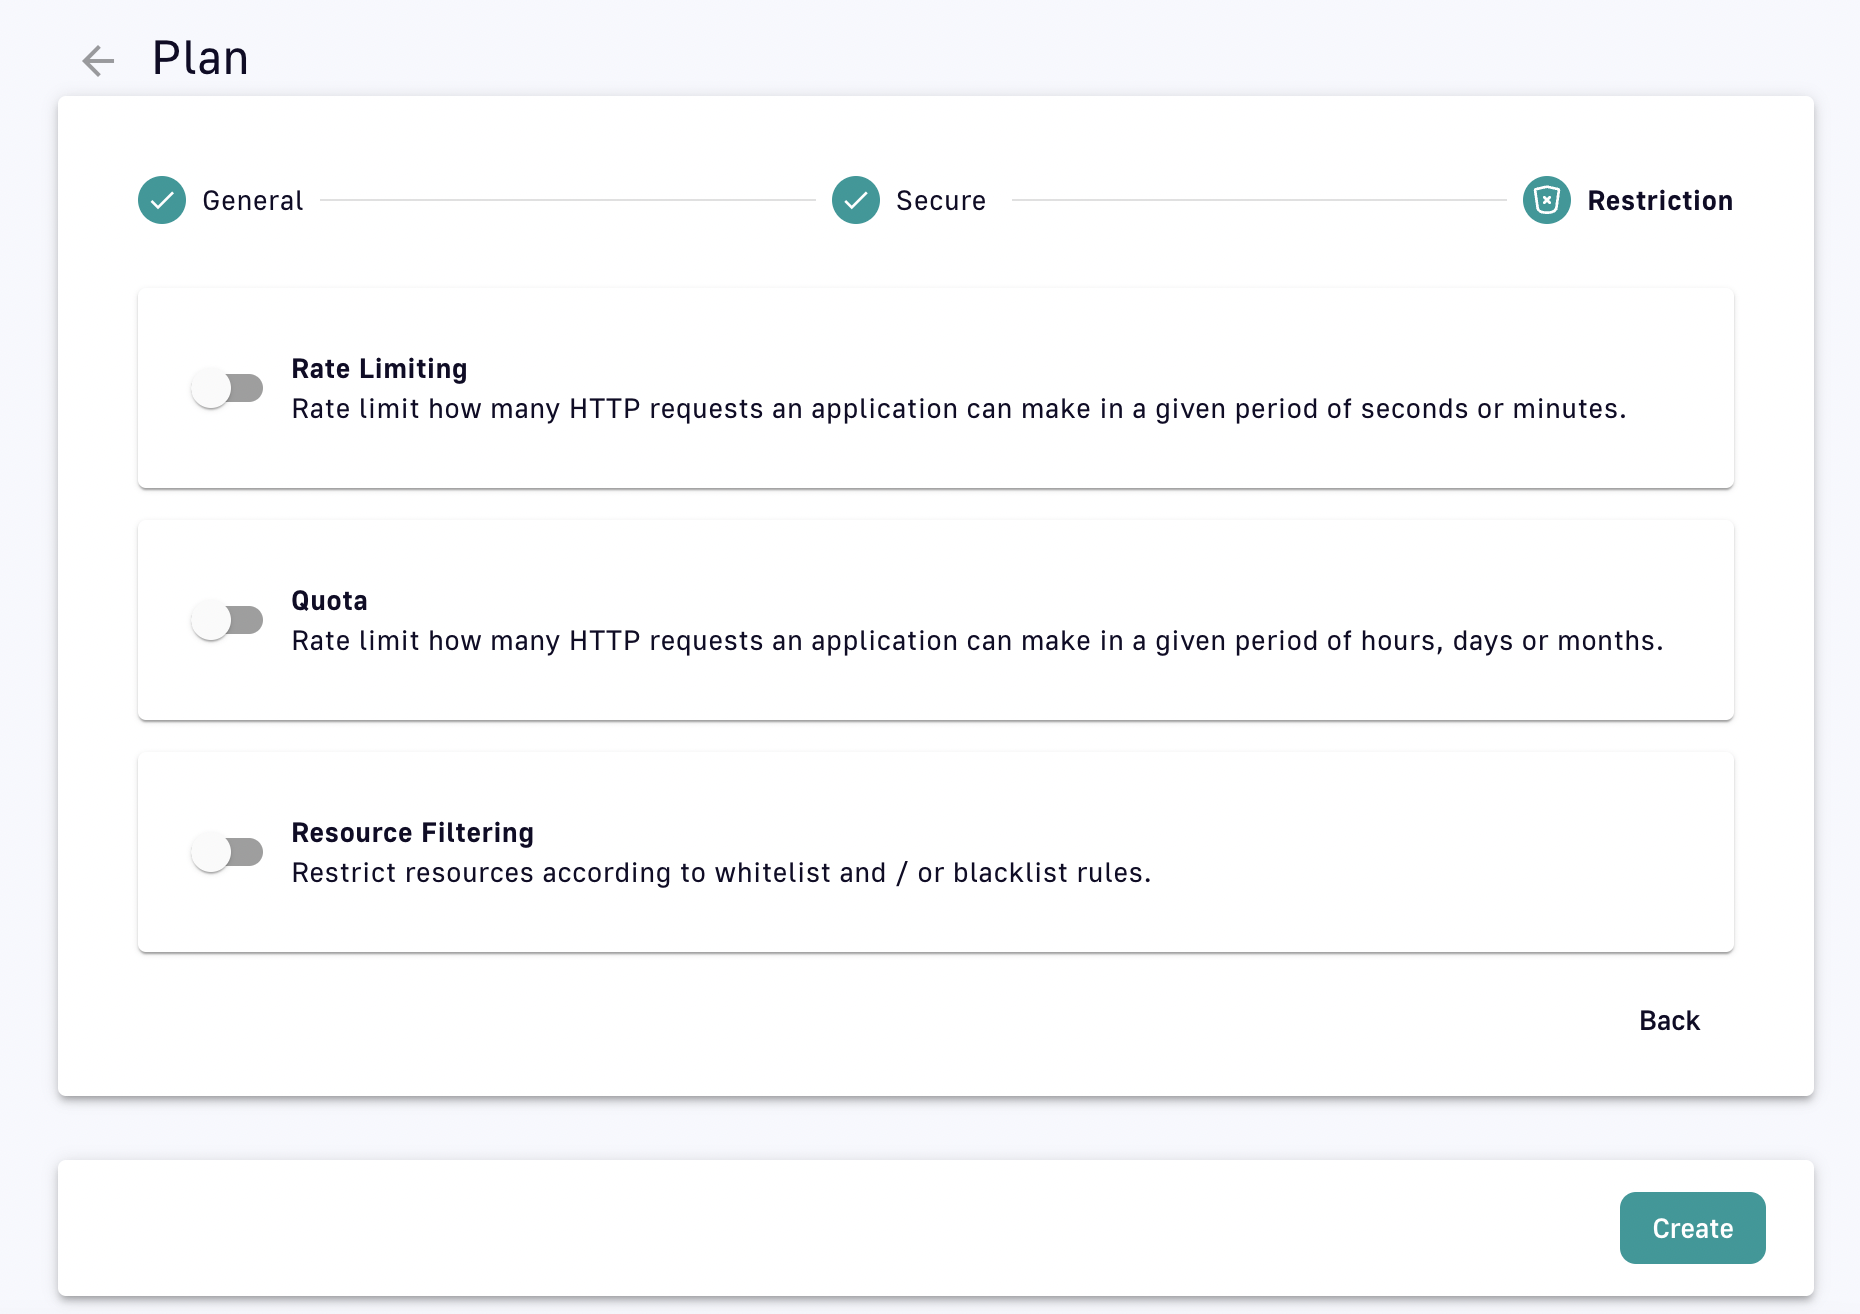 Plan
General
Secure
Restriction
Rate Limiting
Rate limit how many HTTP requests an application can make in a given period of seconds or minutes.
Quota
Rate limit how many HTTP requests an application can make in a given period of hours, days or months.
Resource Filtering
Restrict resources according to whitelist and / or blacklist rules.
Back
Create